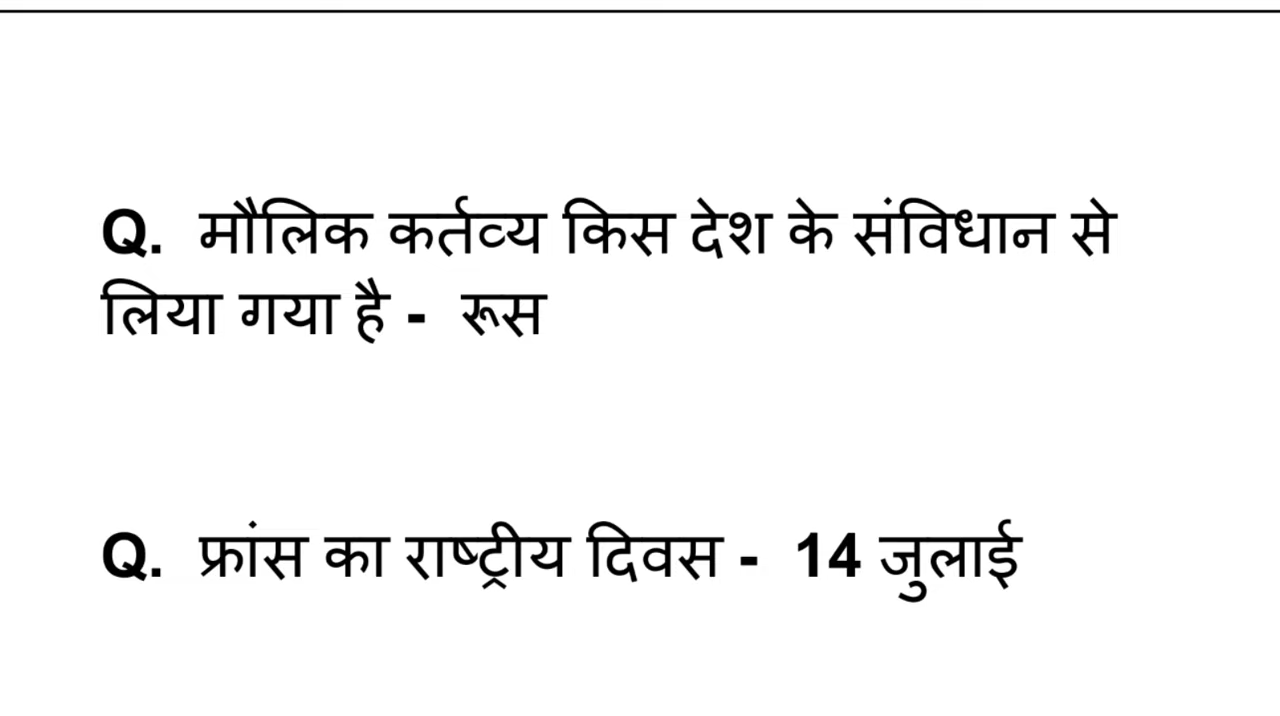 Q. मौलिक कर्तव्य किस देश के संविधान से
लिया गया है - रूस
Q. फ्रांस का राष्ट्रीय दिवस - 14 जुलाई